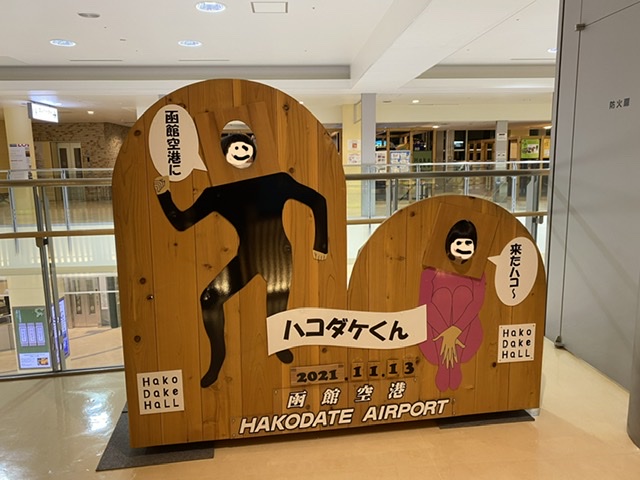 函館空港に
防火扉
来たハコ〜
ハコダケくん
Hako
Dake
HaLL
Hako
Dake
HaLL
2021.11.13
函館空港
HAKODATE AIRPORT